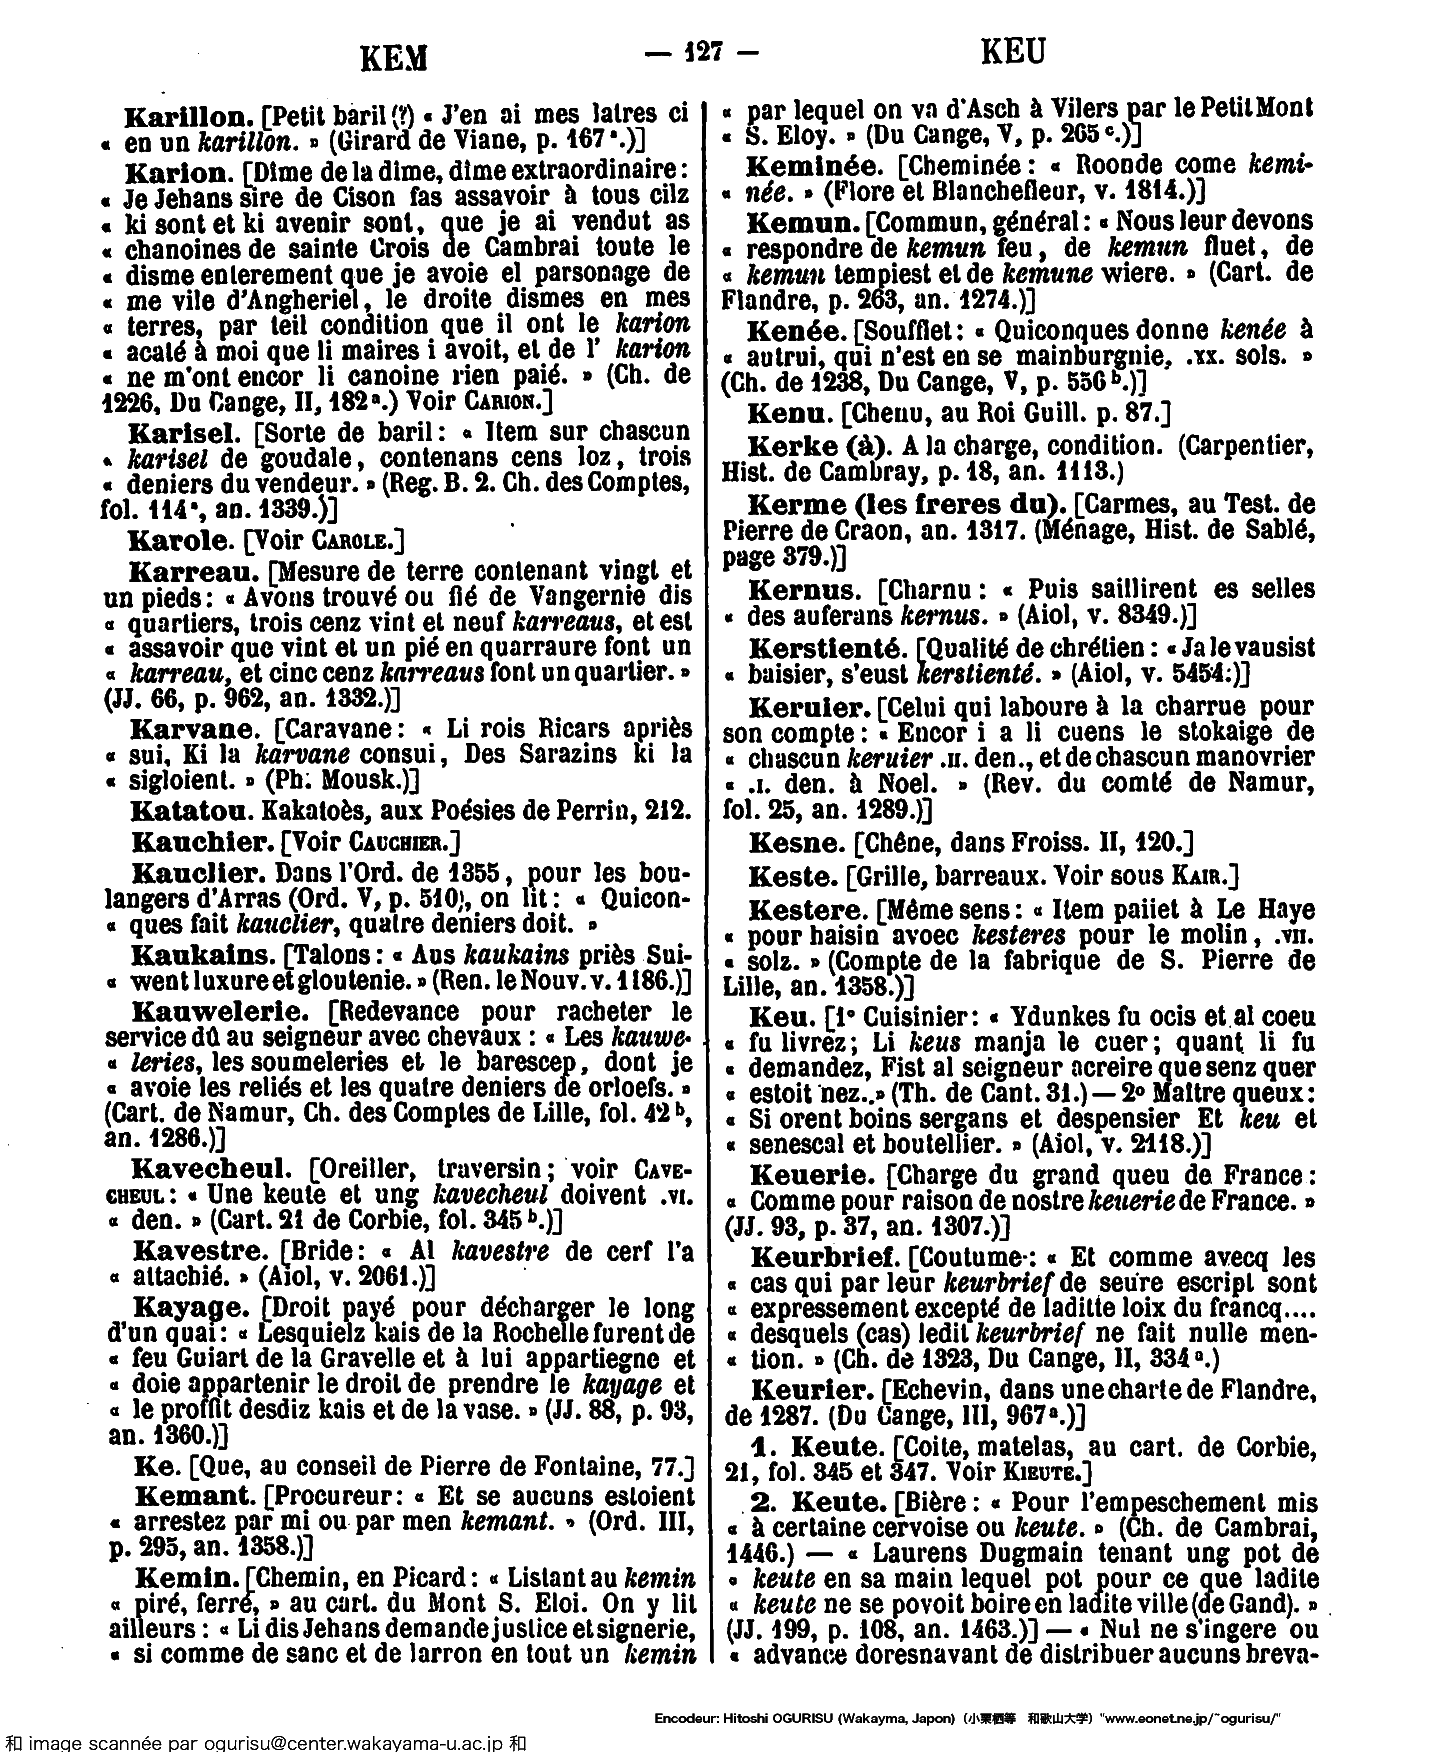 KEM — 127 — KEU
Karillon. [Petit baril (?) « J'en ai mes latres ci
« en un karillon. » (Girard de Viane, p. 167ª.)]
Karion. [Dîme de la dîme, dîme extraordinaire :
« Je Jehans sire de Cison fas assavoir à tous cilz
« ki sont et ki avenir sont, que je ai vendut as
« chanoines de sainte Crois de Cambrai toute le
« disme enterement que je avoie el parsonage de
« me vile d'Angheriel, le droite dismes en mes
« terres, par teil condition que il ont le karion
« acaté à moi que li maires i avoit, et de l' karion
« ne m'ont encor li canoine rien paié. » (Ch. de
1226, Du Cange, II, 182ª.) Voir CARION.]
Karisel. [Sorte de baril : « Item sur chascun
« karisel de goudale, contenans cens loz, trois
« deniers du vendeur. » (Reg. B. 2. Ch. des Comptes,
fol. 114ª, an. 1339.)]
Karole. [Voir CAROLE.]
Karreau. [Mesure de terre contenant vingt et
un pieds : « Avons trouvé ou fié de Vangernie dis
« quartiers, trois cenz vint et neuf karreaus, et est
« assavoir que vint et un pié en quarraure font un
« karreau, et cinc cenz karreaus font un quartier. »
(JJ. 66, p. 962, an. 1332.)]
Karvane. [Caravane : « Li rois Ricars apriès
« sui, Ki la karvane consui, Des Sarazins ki la
« sigloient. » (Ph. Mousk.)]
Katatou. Kakatoès, aux Poésies de Perrin, 212.
Kauchier. [Voir CAUCHIER.]
Kauclier. Dans l'Ord. de 1355, pour les bou-
langers d'Arras (Ord. V, p. 510), on lit : « Quicon-
« ques fait kauclier, quatre deniers doit. »
Kaukains. [Talons : « Aus kaukains priès Sui-
« went luxure et gloutenie. » (Ren. le Nouv. v. 1186.)]
Kauwelerie. [Redevance pour racheter le
service dû au seigneur avec chevaux : « Les kauwe-
« leries, les soumeleries et le barescep, dont je
« avoie les reliés et les quatre deniers de orloefs. »
(Cart. de Namur, Ch. des Comptes de Lille, fol. 42ᵇ,
an. 1286.)]
Kavecheul. [Oreiller, traversin ; voir CAVE-
CHEUL : « Une keute et ung kavecheul doivent .VI.
« den. » (Cart. 21 de Corbie, fol. 345ᵇ.)]
Kavestre. [Bride : « Al kavestre de cerf l'a
« attachié. » (Aiol, v. 2061.)]
Kayage. [Droit payé pour décharger le long
d'un quai : « Lesquielz kais de la Rochelle furent de
« feu Guiart de la Gravelle et à lui appartiegne et
« doie appartenir le droit de prendre le kayage et
« le proffit desdiz kais et de la vase. » (JJ. 88, p. 93,
an. 1360.)]
Ke. [Que, au conseil de Pierre de Fontaine, 77.]
Kemant. [Procureur : « Et se aucuns estoient
« arrestez par mi ou par men kemant. » (Ord. III,
p. 295, an. 1358.)]
Kemin. [Chemin, en Picard : « Listant au kemin
« piré, ferré, » au cart. du Mont S. Eloi. On y lit
ailleurs : « Li dis Jehans demande justice et signerie,
« si comme de sanc et de larron en tout un kemin
« par lequel on va d'Asch à Vilers par le Petit Mont
« S. Eloy. » (Du Cange, V, p. 265ᶜ.)]
Keminée. [Cheminée : « Roonde come kemi-
« née. » (Flore et Blanchefleur, v. 1814.)]
Kemun. [Commun, général : « Nous leur devons
« respondre de kemun feu, de kemun fluet, de
« kemun tempiest et de kemune wiere. » (Cart. de
Flandre, p. 263, an. 1274.)]
Kenée. [Soufflet : « Quiconques donne kenée à
« autrui, qui n'est en se mainburgnie, .XX. sols. »
(Ch. de 1238, Du Cange, V, p. 556ᵇ.)]
Kenu. [Chenu, au Roi Guill. p. 87.]
Kerke (à). A la charge, condition. (Carpentier,
Hist. de Cambray, p. 18, an. 1113.)
Kerme (les freres du). [Carmes, au Test. de
Pierre de Craon, an. 1317. (Ménage, Hist. de Sablé,
page 379.)]
Kernus. [Charnu : « Puis saillirent es selles
« des auferans kernus. » (Aiol, v. 8349.)]
Kerstienté. [Qualité de chrétien : « Ja le vausist
« baisier, s'eust kerstienté. » (Aiol, v. 5454.)]
Keruier. [Celui qui laboure à la charrue pour
son compte : « Encor i a li cuens le stokaige de
« chascun keruier .II. den., et de chascun manovrier
« .I. den. à Noel. » (Rev. du comté de Namur,
fol. 25, an. 1289.)]
Kesne. [Chêne, dans Froiss. II, 120.]
Keste. [Grille, barreaux. Voir sous KAIR.]
Kestere. [Même sens : « Item paiiet à Le Haye
« pour haisin avoec kesteres pour le molin, .VII.
« solz. » (Compte de la fabrique de S. Pierre de
Lille, an. 1358.)]
Keu. [1° Cuisinier : « Ydunkes fu ocis et al coeu
« fu livrez ; Li keus manja le cuer ; quant li fu
« demandez, Fist al seigneur acreire que senz quer
« estoit nez.. » (Th. de Cant. 31.) — 2° Maître queux :
« Si orent boins sergans et despensier Et keu et
« senescal et boutellier. » (Aiol, v. 2118.)]
Keuerie. [Charge du grand queu de France :
« Comme pour raison de nostre keuerie de France. »
(JJ. 93, p. 37, an. 1307.)]
Keurbrief. [Coutume : « Et comme avecq les
« cas qui par leur keurbrief de seure escript sont
« expressement excepté de laditte loix du francq....
« desquels (cas) ledit keurbrief ne fait nulle men-
« tion. » (Ch. de 1323, Du Cange, II, 334ª.)
Keurier. [Echevin, dans une charte de Flandre,
de 1287. (Du Cange, III, 967ª.)]
1. Keute. [Coite, matelas, au cart. de Corbie,
21, fol. 345 et 347. Voir KIEUTE.]
2. Keute. [Bière : « Pour l'empeschement mis
« à certaine cervoise ou keute. » (Ch. de Cambrai,
1446.) — « Laurens Dugmain tenant ung pot de
« keute en sa main lequel pot pour ce que ladite
« keute ne se povoit boire en ladite ville (de Gand). »
(JJ. 199, p. 108, an. 1463.)] — « Nul ne s'ingere ou
« advance doresnavant de distribuer aucuns breva-
Encodeur: Hitoshi OGURISU (Wakayma, Japon) (小栗栖等 和歌山大学) "www.eonet.ne.jp/~ogurisu/"
和 image scannée par ogurisu@center.wakayama-u.ac.jp 和